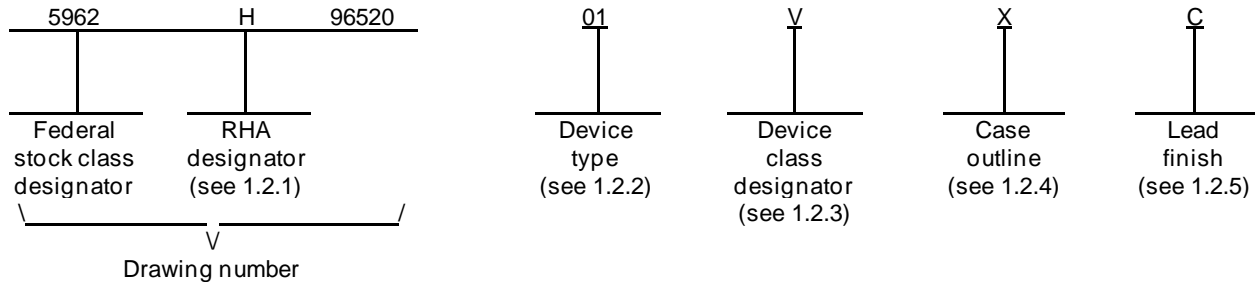 5962 H 96520 01 V X C
Federal stock class designator
RHA designator (see 1.2.1)
Device type (see 1.2.2)
Device class designator (see 1.2.3)
Case outline (see 1.2.4)
Lead finish (see 1.2.5)
Drawing number